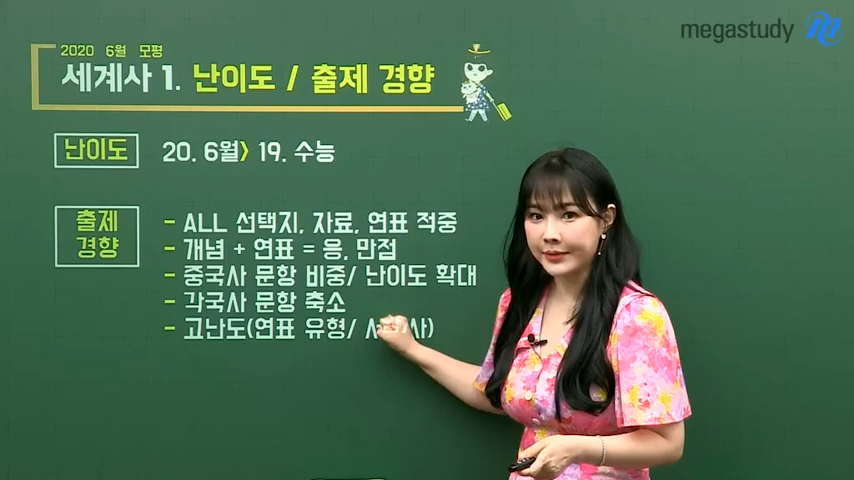 megastudy
2020 6월 모평
세계사 1. 난이도 / 출제 경향
난이도
20. 6월> 19. 수능
출제
경향
- ALL 선택지, 자료, 연표 적중
- 개념 + 연표 = 응, 만점
- 중국사 문항 비중/ 난이도 확대
- 각국사 문항 축소
- 고난도(연표 유형/